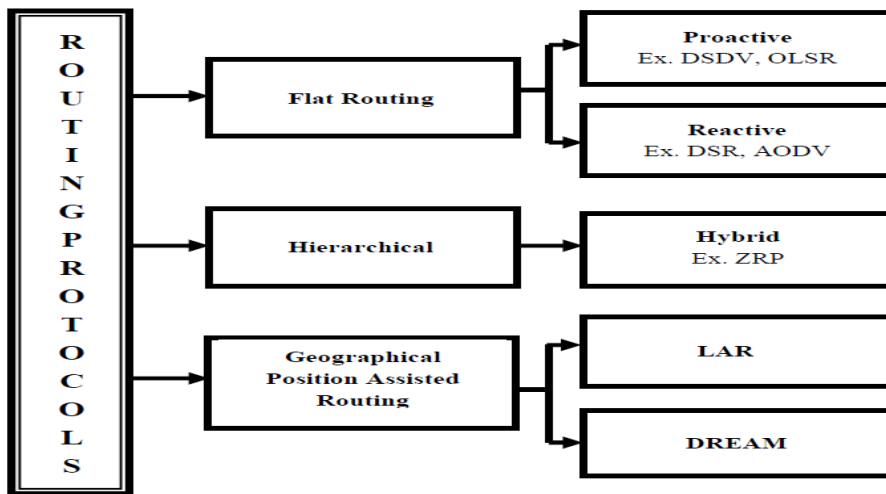 ROUTINGPROTOCOLS
Flat Routing
Proactive
Ex. DSDV, OLSR
Reactive
Ex. DSR, AODV
Hierarchical
Hybrid
Ex. ZRP
Geographical
Position Assisted
Routing
LAR
DREAM